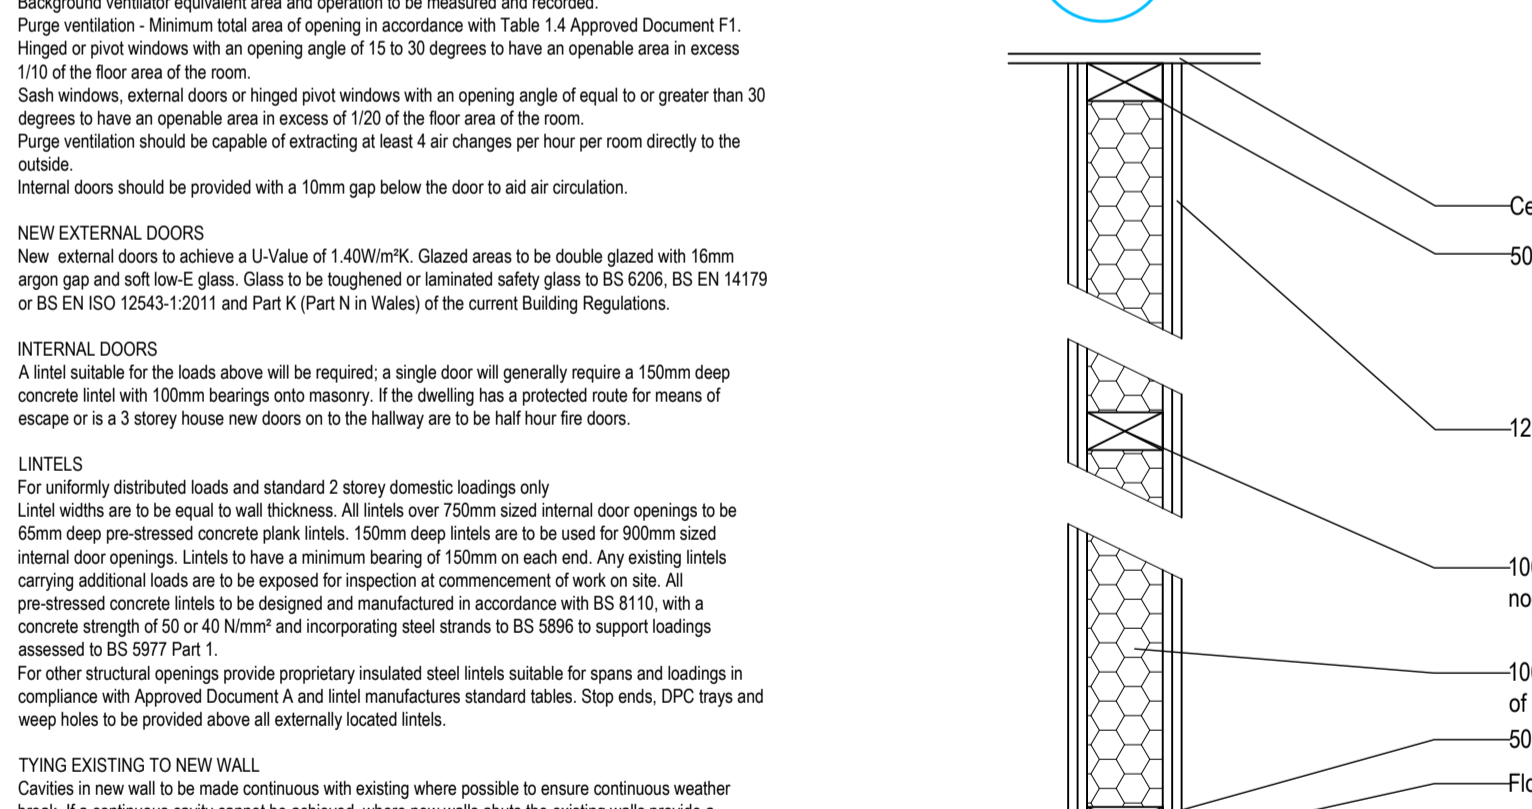 Background ventilator equivalent area and operation to be measured and recorded.
Purge ventilation - Minimum total area of opening in accordance with Table 1.4 Approved Document F1.
Hinged or pivot windows with an opening angle of 15 to 30 degrees to have an openable area in excess
1/10 of the floor area of the room.
Sash windows, external doors or hinged pivot windows with an opening angle of equal to or greater than 30
degrees to have an openable area in excess of 1/20 of the floor area of the room.
Purge ventilation should be capable of extracting at least 4 air changes per hour per room directly to the
outside.
Internal doors should be provided with a 10mm gap below the door to aid air circulation.
NEW EXTERNAL DOORS
New external doors to achieve a U-Value of 1.40W/m²K. Glazed areas to be double glazed with 16mm
argon gap and soft low-E glass. Glass to be toughened or laminated safety glass to BS 6206, BS EN 14179
or BS EN ISO 12543-1:2011 and Part K (Part N in Wales) of the current Building Regulations.
INTERNAL DOORS
A lintel suitable for the loads above will be required; a single door will generally require a 150mm deep
concrete lintel with 100mm bearings onto masonry. If the dwelling has a protected route for means of
escape or is a 3 storey house new doors on to the hallway are to be half hour fire doors.
LINTELS
For uniformly distributed loads and standard 2 storey domestic loadings only
Lintel widths are to be equal to wall thickness. All lintels over 750mm sized internal door openings to be
65mm deep pre-stressed concrete plank lintels. 150mm deep lintels are to be used for 900mm sized
internal door openings. Lintels to have a minimum bearing of 150mm on each end. Any existing lintels
carrying additional loads are to be exposed for inspection at commencement of work on site. All
pre-stressed concrete lintels to be designed and manufactured in accordance with BS 8110, with a
concrete strength of 50 or 40 N/mm² and incorporating steel strands to BS 5896 to support loadings
assessed to BS 5977 Part 1.
For other structural openings provide proprietary insulated steel lintels suitable for spans and loadings in
compliance with Approved Document A and lintel manufactures standard tables. Stop ends, DPC trays and
weep holes to be provided above all externally located lintels.
TYING EXISTING TO NEW WALL
Cavities in new wall to be made continuous with existing where possible to ensure continuous weather
Ce
50
12
10
no
10
of
50
Flo